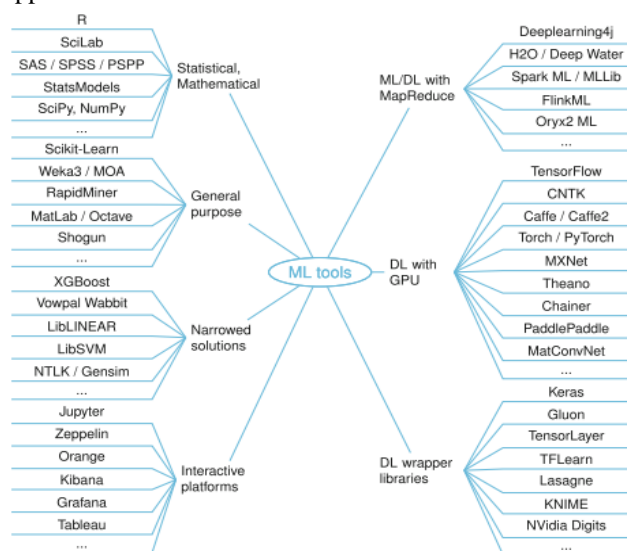 R
SciLab
SAS / SPSS / PSPP
StatsModels
SciPy, NumPy
...
Statistical,
Mathematical
Scikit-Learn
Weka3 / MOA
RapidMiner
MatLab / Octave
Shogun
...
General
purpose
XGBoost
Vowpal Wabbit
LibLINEAR
LibSVM
NTLK / Gensim
...
Narrowed
solutions
Jupyter
Zeppelin
Orange
Kibana
Grafana
Tableau
...
Interactive
platforms
ML tools
Deeplearning4j
H2O / Deep Water
Spark ML / MLLib
FlinkML
Oryx2 ML
...
ML/DL with
MapReduce
TensorFlow
CNTK
Caffe / Caffe2
Torch / PyTorch
MXNet
Theano
Chainer
PaddlePaddle
MatConvNet
...
DL with
GPU
Keras
Gluon
TensorLayer
TFLearn
Lasagne
KNIME
NVidia Digits
...
DL wrapper
libraries